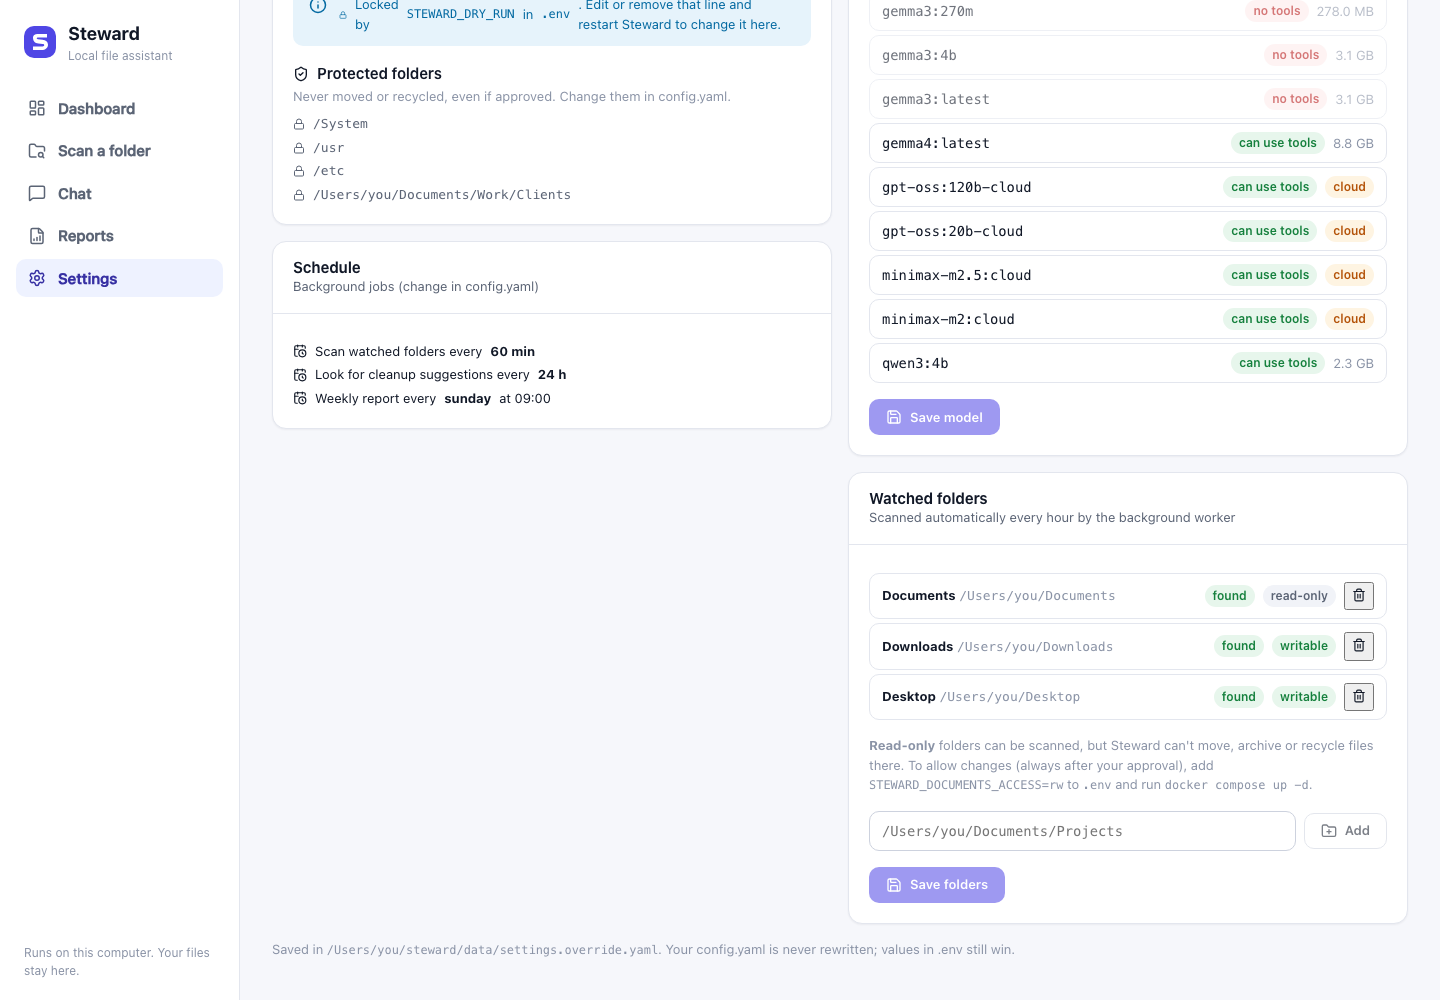 Steward
Local file assistant
Dashboard
Scan a folder
Chat
Reports
Settings
Runs on this computer. Your files
stay here.
Locked by STEWARD_DRY_RUN in .env . Edit or remove that line and
restart Steward to change it here.
Protected folders
Never moved or recycled, even if approved. Change them in config.yaml.
/System
/usr
/etc
/Users/you/Documents/Work/Clients
Schedule
Background jobs (change in config.yaml)
Scan watched folders every 60 min
Look for cleanup suggestions every 24 h
Weekly report every sunday at 09:00
gemma3:270m no tools 278.0 MB
gemma3:4b no tools 3.1 GB
gemma3:latest no tools 3.1 GB
gemma4:latest can use tools 8.8 GB
gpt-oss:120b-cloud can use tools cloud
gpt-oss:20b-cloud can use tools cloud
minimax-m2.5:cloud can use tools cloud
minimax-m2:cloud can use tools cloud
qwen3:4b can use tools 2.3 GB
Save model
Watched folders
Scanned automatically every hour by the background worker
Documents /Users/you/Documents found read-only
Downloads /Users/you/Downloads found writable
Desktop /Users/you/Desktop found writable
Read-only folders can be scanned, but Steward can't move, archive or recycle files
there. To allow changes (always after your approval), add
STEWARD_DOCUMENTS_ACCESS=rw to .env and run docker compose up -d.
/Users/you/Documents/Projects Add
Save folders
Saved in /Users/you/steward/data/settings.override.yaml. Your config.yaml is never rewritten; values in .env still win.